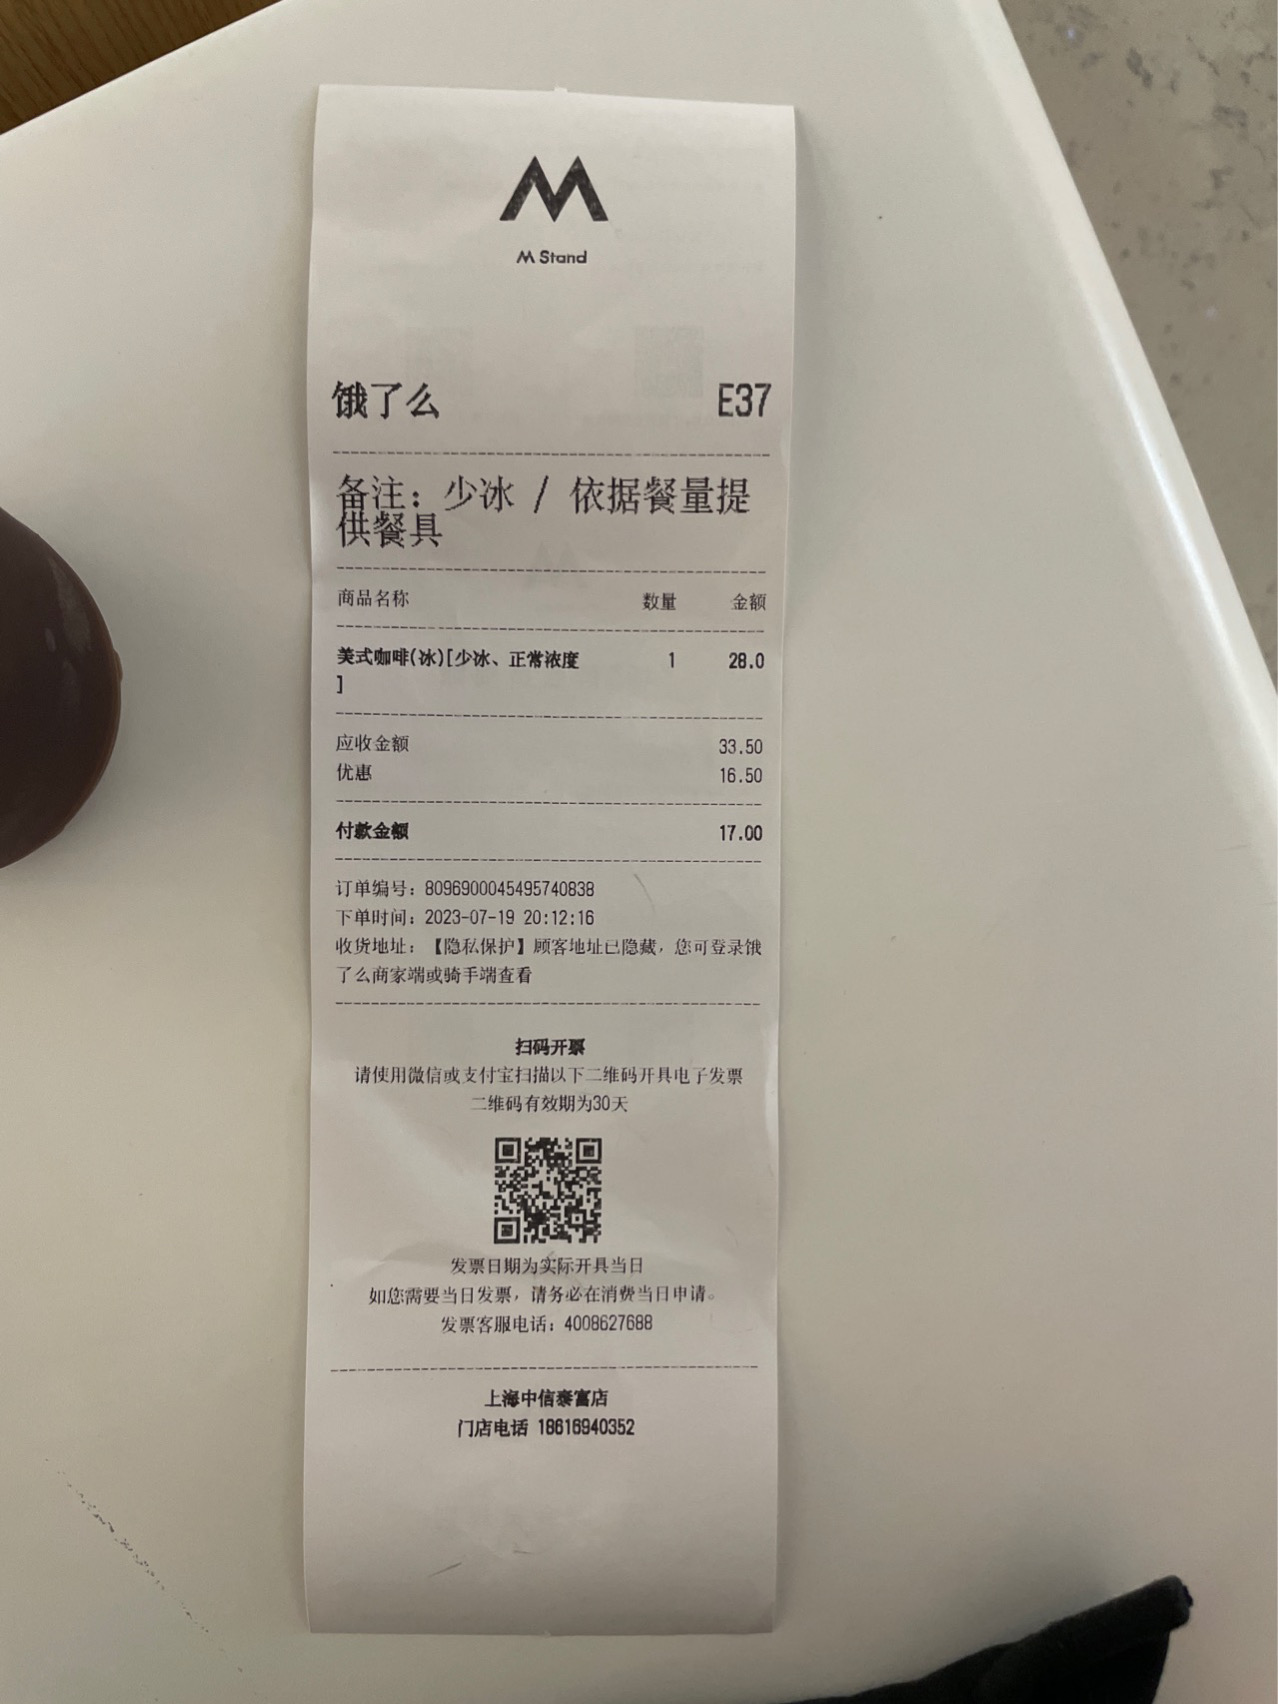 M Stand
饿了么 E37
备注：少冰 / 依据餐量提
供餐具
商品名称 数量 金额
美式咖啡(冰)[少冰、正常浓度 1 28.0
]
应收金额 33.50
优惠 16.50
付款金额 17.00
订单编号：8096900045495740838
下单时间：2023-07-19 20:12:16
收货地址：【隐私保护】顾客地址已隐藏，您可登录饿
了么商家端或骑手端查看
扫码开票
请使用微信或支付宝扫描以下二维码开具电子发票
二维码有效期为30天
发票日期为实际开具当日
如您需要当日发票，请务必在消费当日申请。
发票客服电话：4008627688
上海中信泰富店
门店电话 18616940352